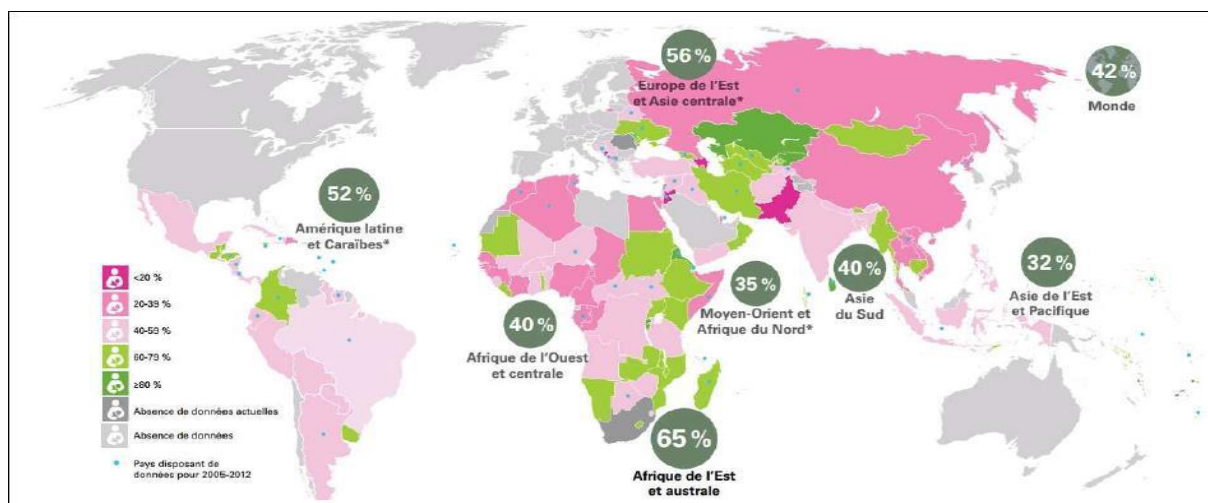 56 %
Europe de l'Est
et Asie centrale*
42 %
Monde
52 %
Amérique latine
et Caraïbes*
<20 %
20-39 %
40-59 %
60-79 %
≥80 %
Absence de données actuelles
Absence de données
Pays disposant de
données pour 2005-2012
40 %
Afrique de l'Ouest
et centrale
35 %
Moyen-Orient et
Afrique du Nord*
40 %
Asie
du Sud
32 %
Asie de l'Est
et Pacifique
65 %
Afrique de l'Est
et australe